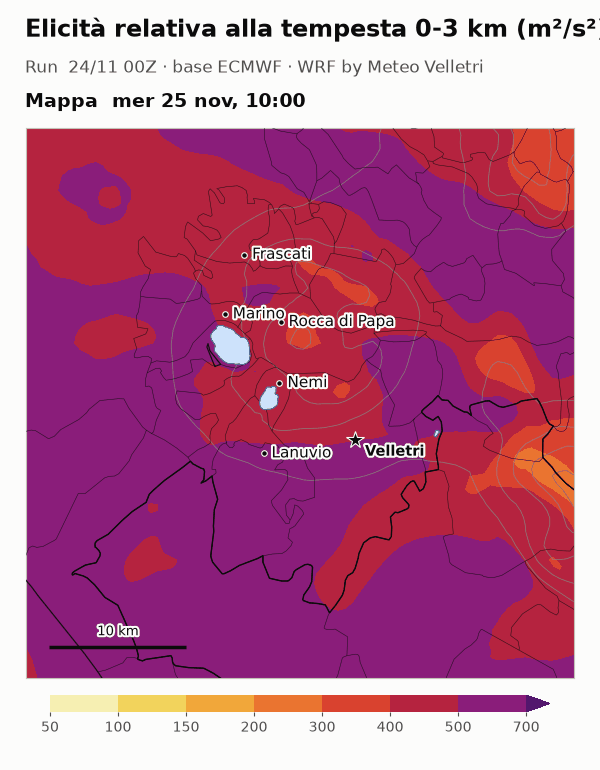 Elicità relativa alla tempesta 0-3 km (m²/s²)
Run 24/11 00Z · base ECMWF · WRF by Meteo Velletri
Mappa mer 25 nov, 10:00
Frascati
Marino
Rocca di Papa
Nemi
Lanuvio
Velletri
10 km
50 100 150 200 300 400 500 700